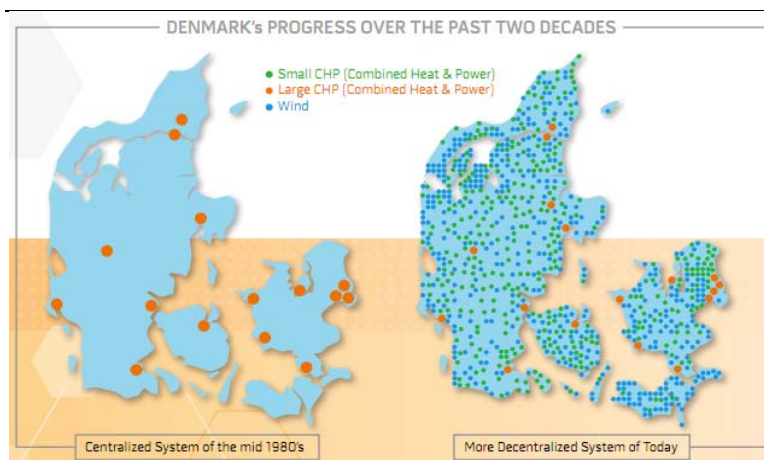 DENMARK's PROGRESS OVER THE PAST TWO DECADES
Small CHP (Combined Heat & Power)
Large CHP (Combined Heat & Power)
Wind
Centralized System of the mid 1980's
More Decentralized System of Today